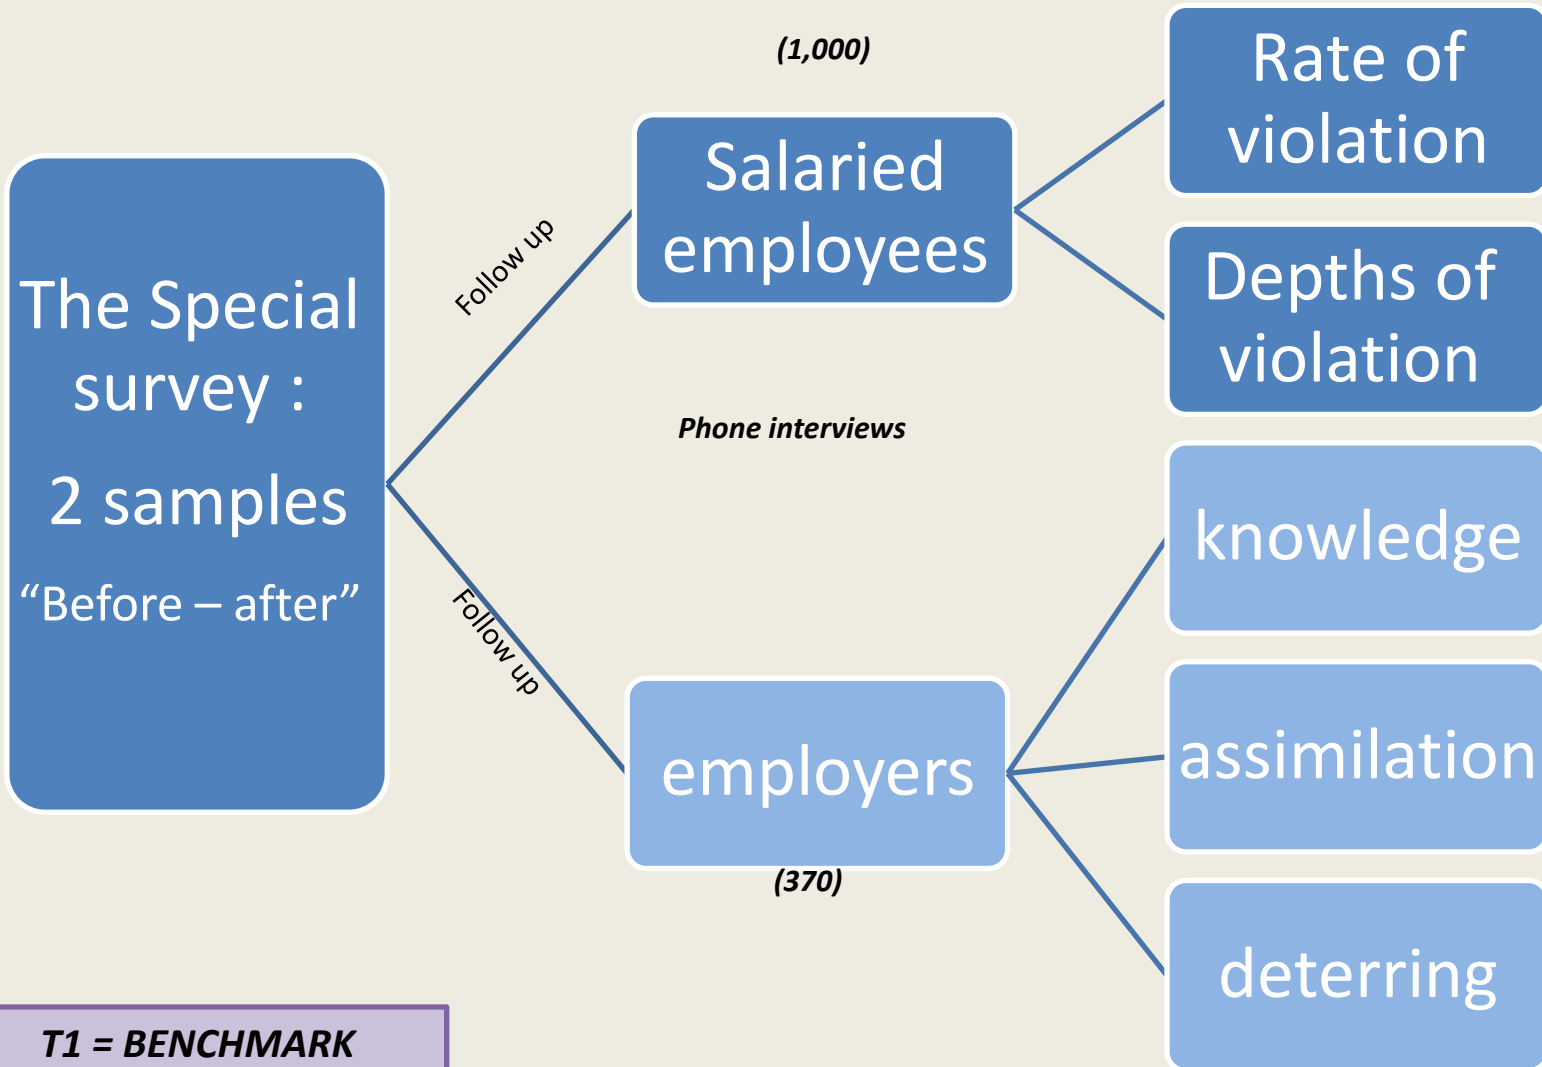 The Special
survey :
2 samples
“Before – after”
Follow up
Follow up
(1,000)
Salaried
employees
Phone interviews
employers
(370)
Rate of
violation
Depths of
violation
knowledge
assimilation
deterring
T1 = BENCHMARK